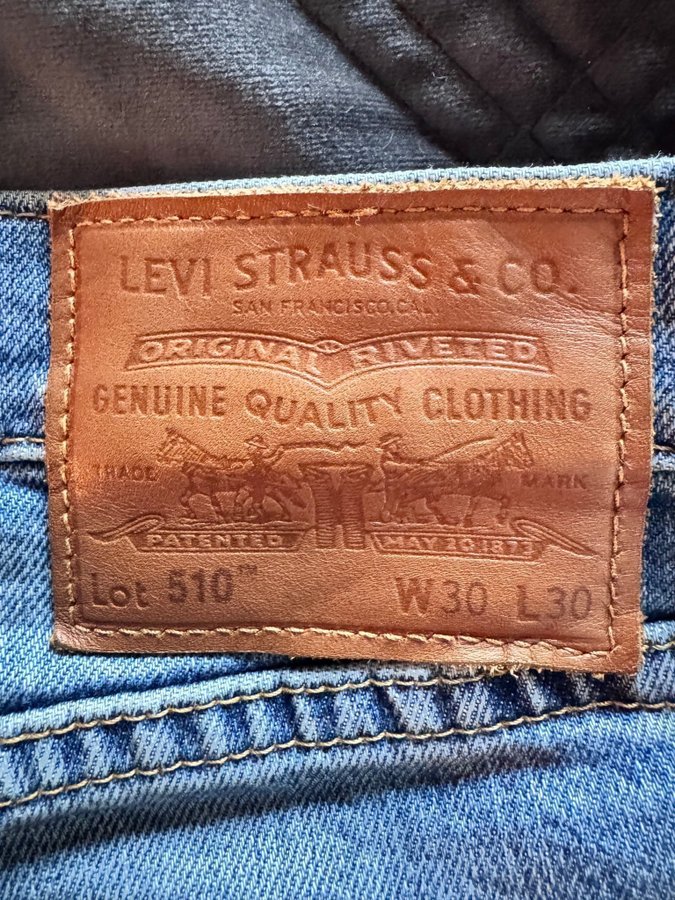 LEVI STRAUSS & CO.
SAN FRANCISCO, CAL.
ORIGINAL RIVETED
GENUINE QUALITY CLOTHING
TRADE MARK
PATENTED MAY 20 1873
Lot 510™ W30 L30